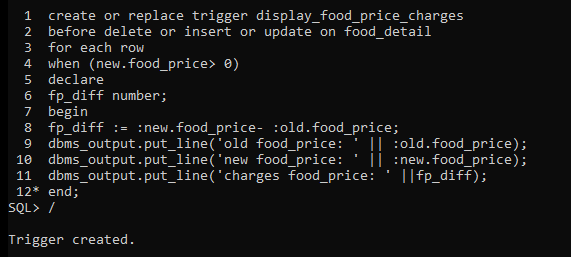 1 create or replace trigger display_food_price_charges
2 before delete or insert or update on food_detail
3 for each row
4 when (new.food_price> 0)
5 declare
6 fp_diff number;
7 begin
8 fp_diff := :new.food_price- :old.food_price;
9 dbms_output.put_line('old food_price: ' || :old.food_price);
10 dbms_output.put_line('new food_price: ' || :new.food_price);
11 dbms_output.put_line('charges food_price: ' ||fp_diff);
12* end;
SQL> /
Trigger created.